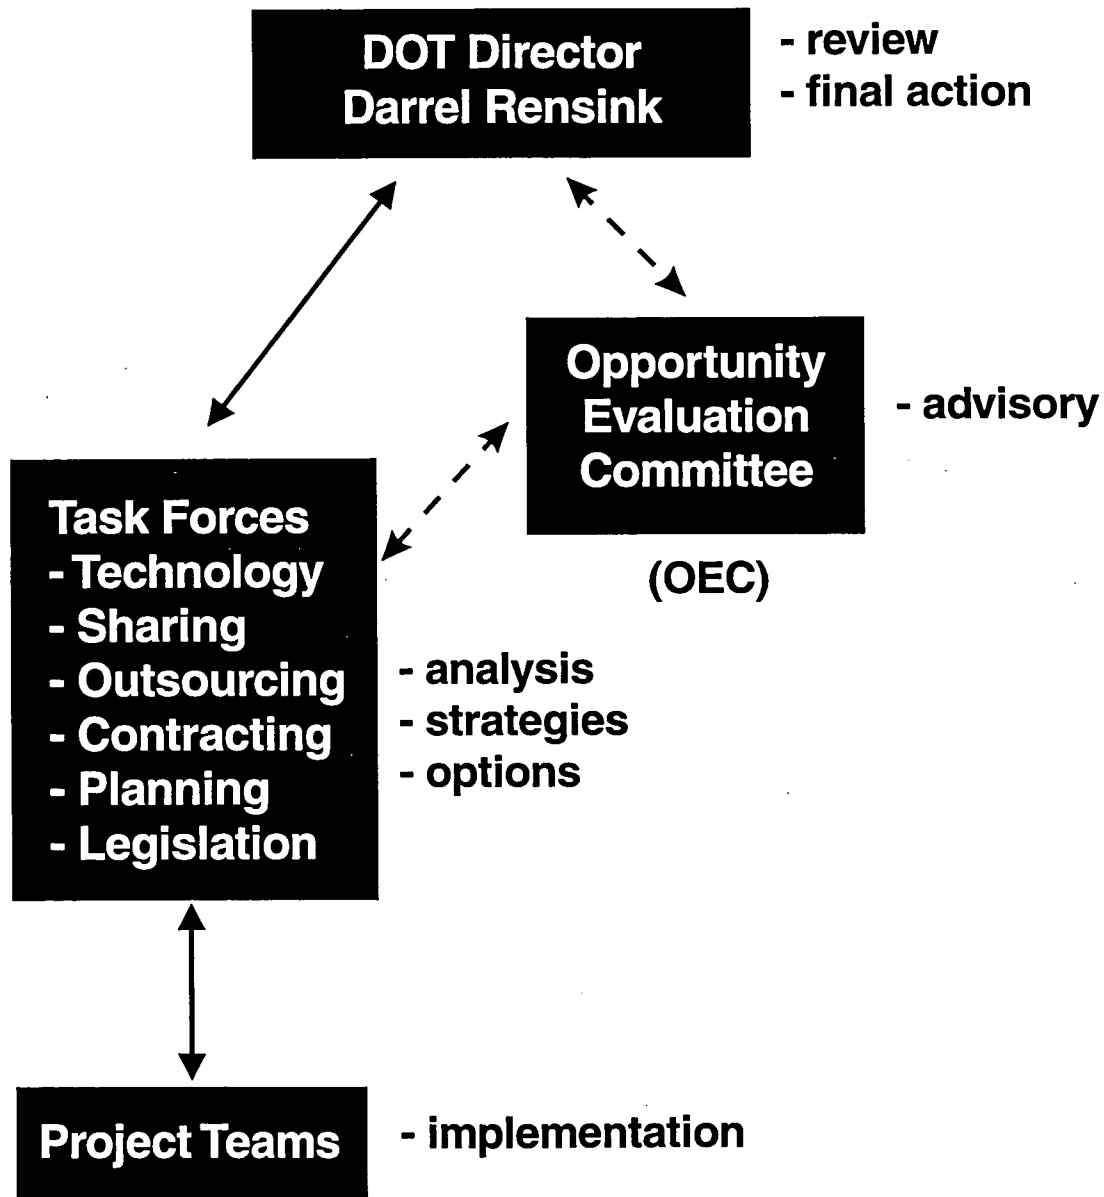 DOT Director
Darrel Rensink
- review
- final action
Opportunity
Evaluation
Committee
- advisory
(OEC)
Task Forces
- Technology
- Sharing
- Outsourcing
- Contracting
- Planning
- Legislation
- analysis
- strategies
- options
Project Teams
- implementation